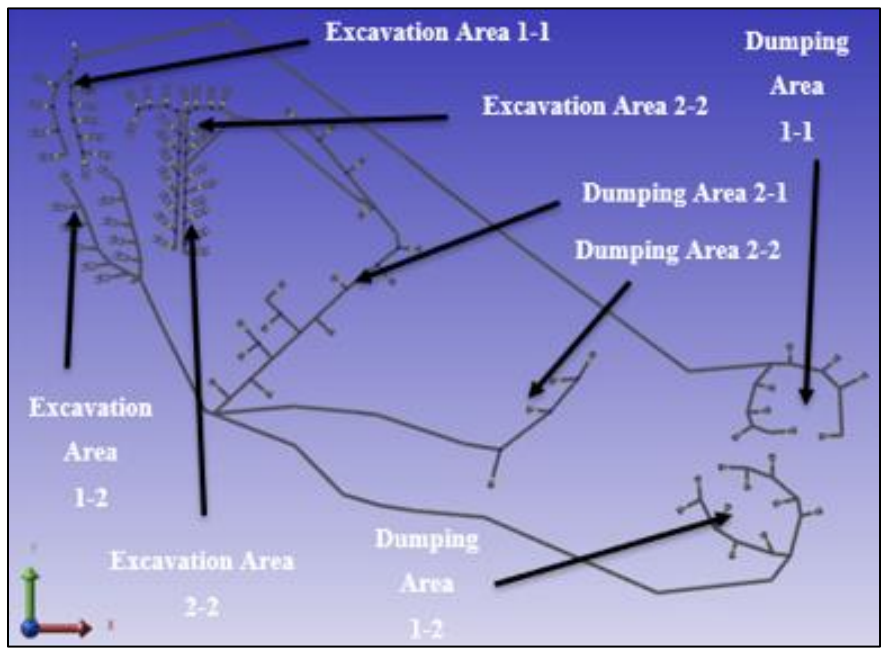 Excavation Area 1-1
Dumping
Area
1-1
Excavation Area 2-2
Dumping Area 2-1
Dumping Area 2-2
Excavation
Area
1-2
Excavation Area
2-2
Dumping
Area
1-2